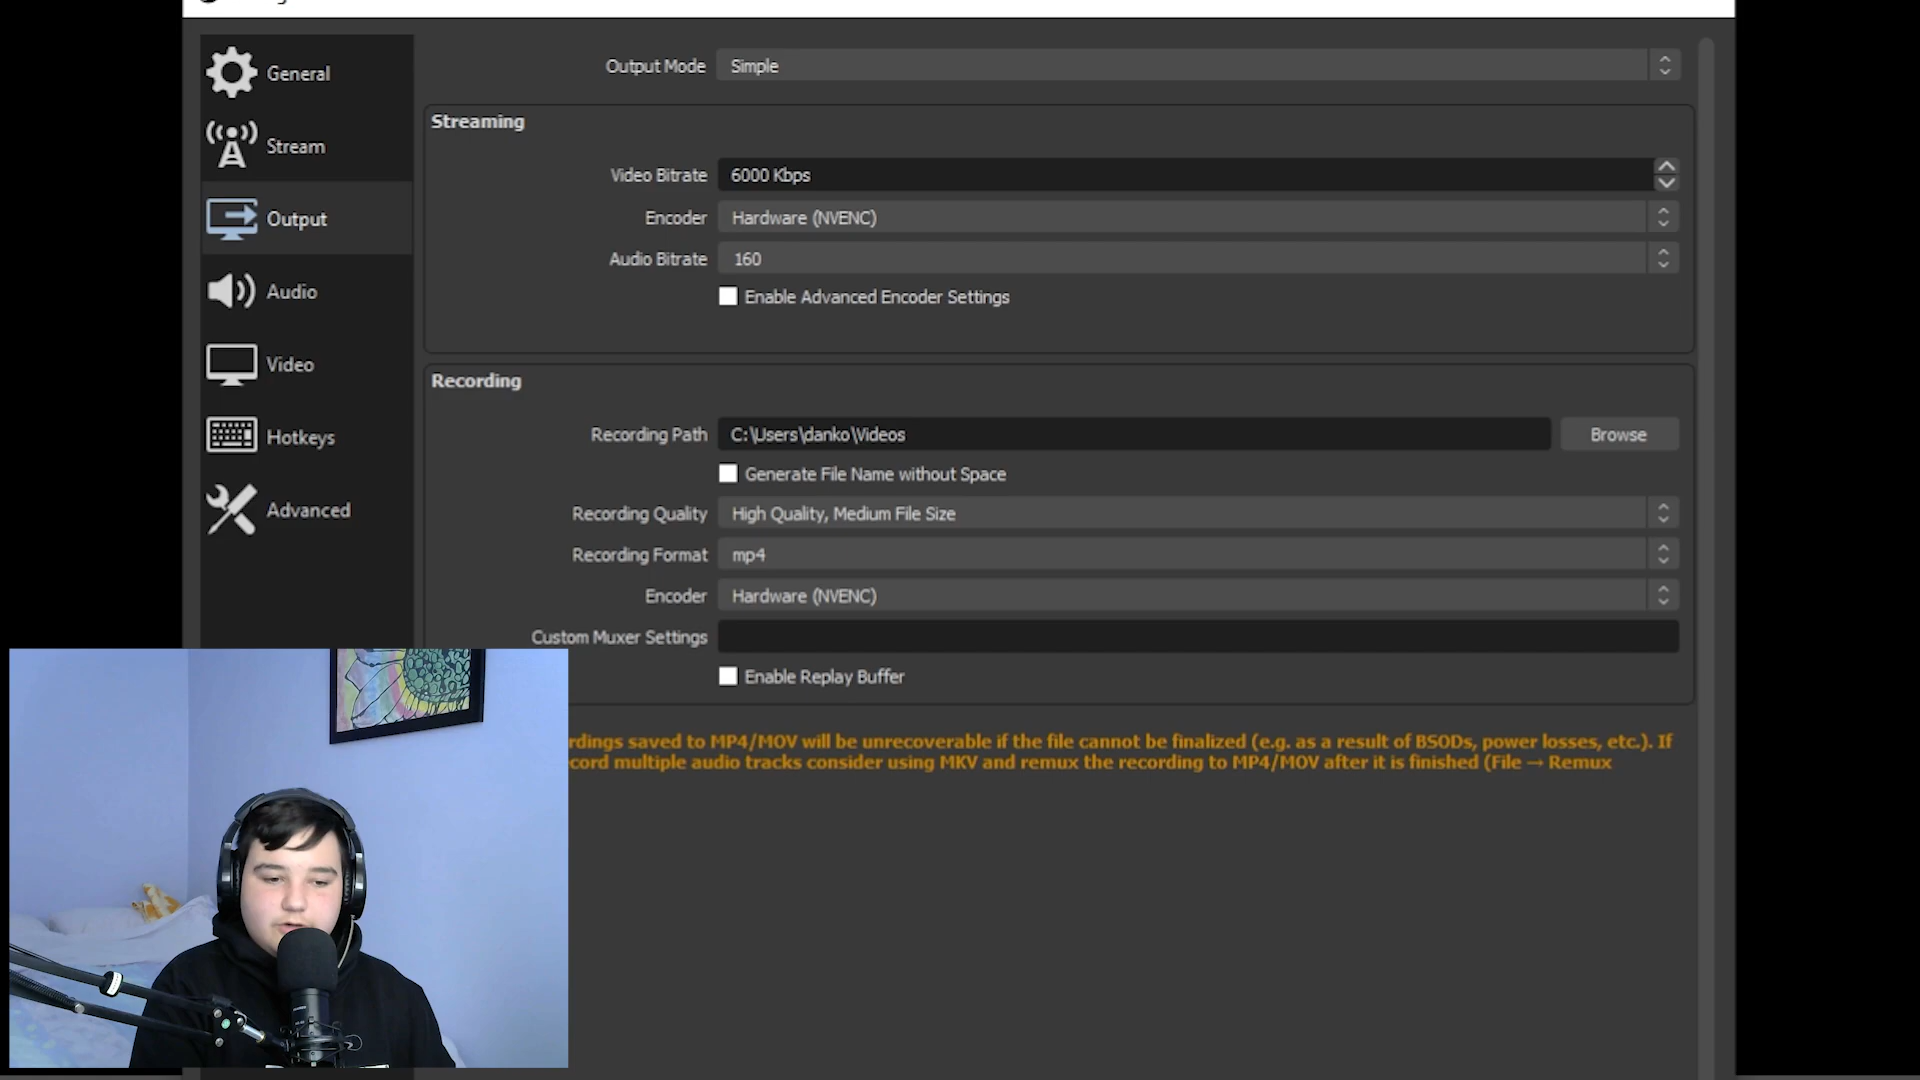 General
Stream
Output
Audio
Video
Hotkeys
Advanced
Output Mode Simple
Streaming
Video Bitrate 6000 Kbps
Encoder Hardware (NVENC)
Audio Bitrate 160
Enable Advanced Encoder Settings
Recording
Recording Path C:\Users\danko\Videos Browse
Generate File Name without Space
Recording Quality High Quality, Medium File Size
Recording Format mp4
Encoder Hardware (NVENC)
Custom Muxer Settings
Enable Replay Buffer
rdings saved to MP4/MOV will be unrecoverable if the file cannot be finalized (e.g. as a result of BSODs, power losses, etc.). If
cord multiple audio tracks consider using MKV and remux the recording to MP4/MOV after it is finished (File → Remux